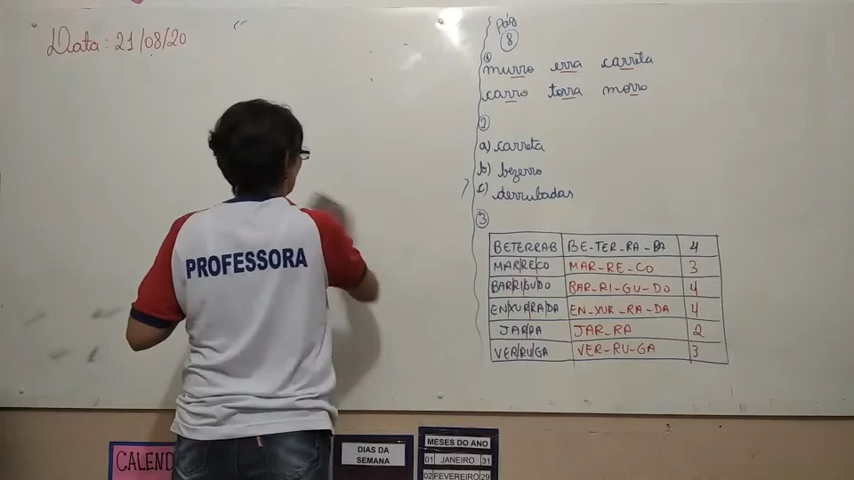 Data: 21/08/20
pág
8
1
murro erra carreta
carro torra morro
2
a) carreta
b) bezerro
c) derrubadas
3
BETERRAB BE-TER-RA-BA 4
MARRECO MAR-RE-CO 3
BARRIGUDO BAR-RI-GU-DO 4
ENXURRADA EN-XUR-RA-DA 4
JARRA JAR-RA 2
VERRUGA VER-RU-GA 3
PROFESSORA
CALEND
DIAS DA
SEMANA
MESES DO ANO
01 JANEIRO 31
02 FEVEREIRO 29